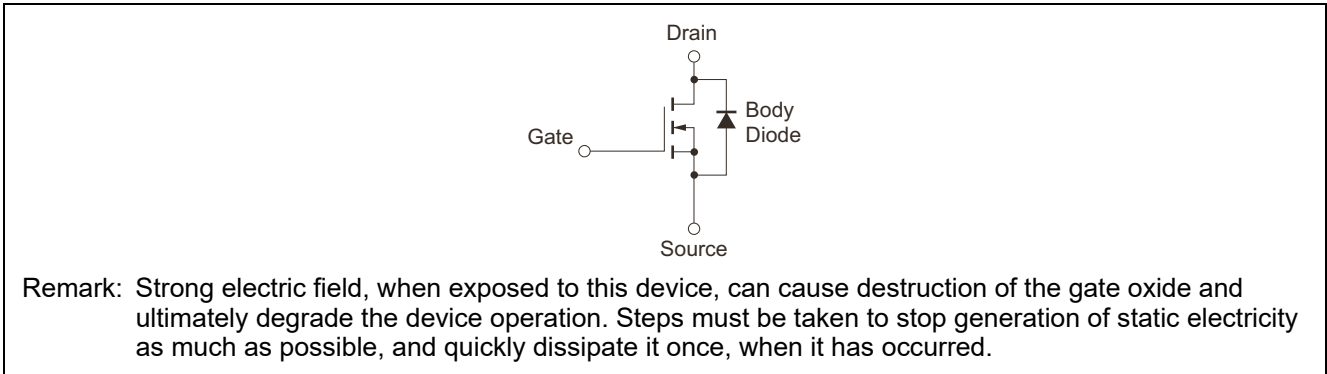 Drain
Body
Diode
Gate
Source
Remark: Strong electric field, when exposed to this device, can cause destruction of the gate oxide and
ultimately degrade the device operation. Steps must be taken to stop generation of static electricity
as much as possible, and quickly dissipate it once, when it has occurred.